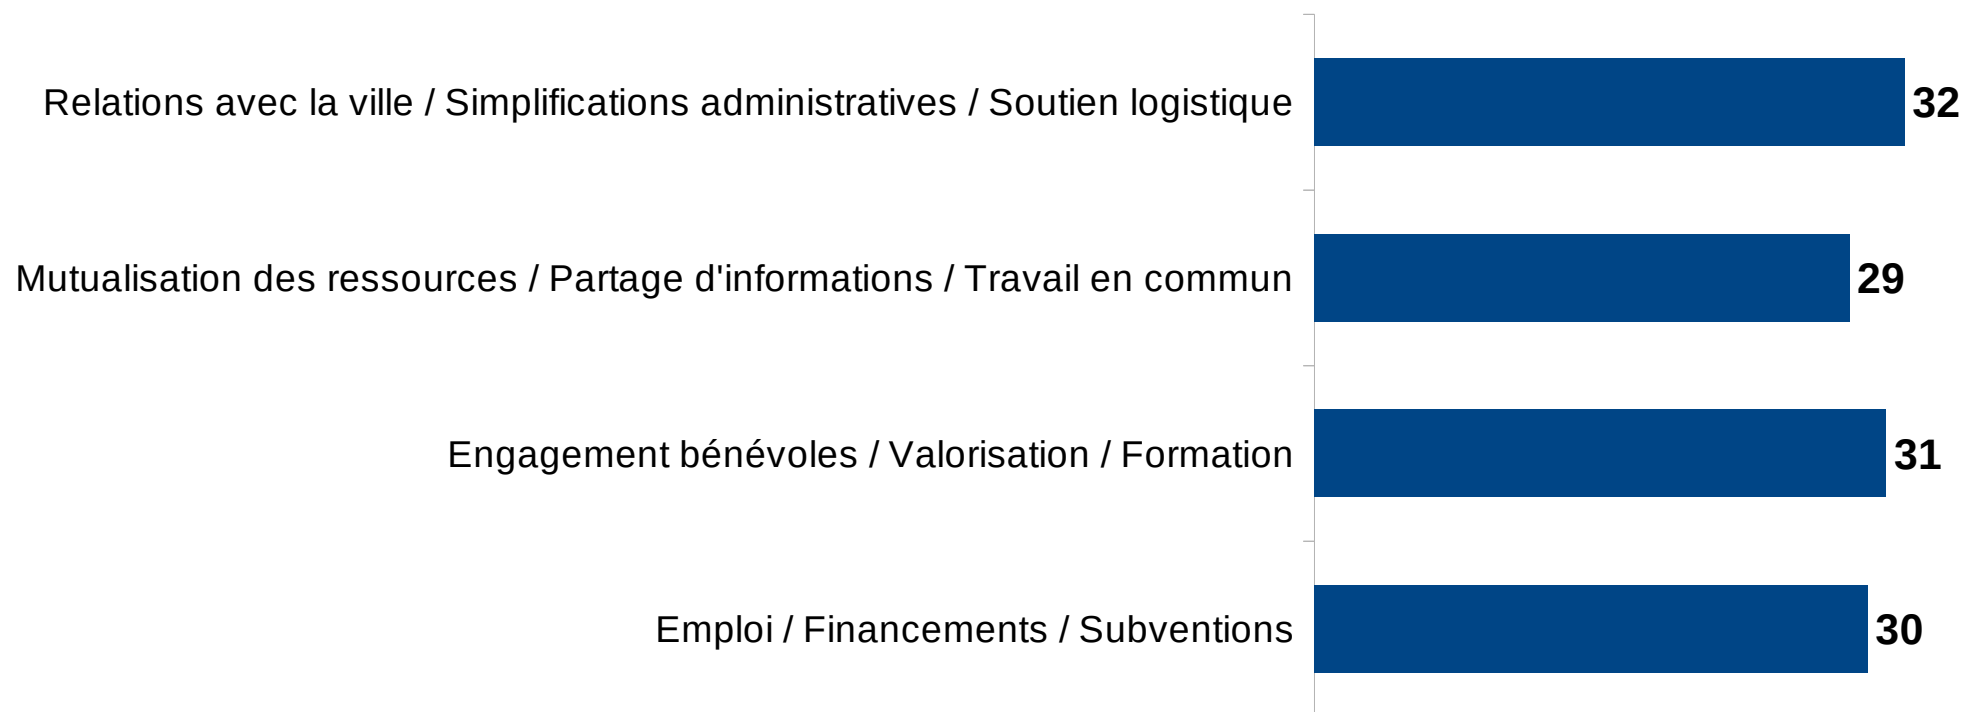 Relations avec la ville / Simplifications administratives / Soutien logistique 32
Mutualisation des ressources / Partage d'informations / Travail en commun 29
Engagement bénévoles / Valorisation / Formation 31
Emploi / Financements / Subventions 30